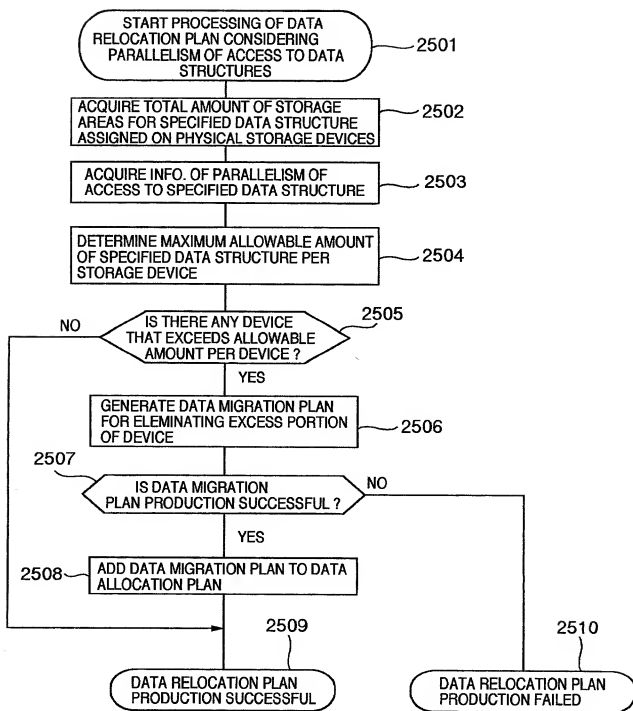 START PROCESSING OF DATA
RELOCATION PLAN CONSIDERING
PARALLELISM OF ACCESS TO DATA
STRUCTURES
2501
ACQUIRE TOTAL AMOUNT OF STORAGE
AREAS FOR SPECIFIED DATA STRUCTURE
ASSIGNED ON PHYSICAL STORAGE DEVICES
2502
ACQUIRE INFO. OF PARALLELISM OF
ACCESS TO SPECIFIED DATA STRUCTURE
2503
DETERMINE MAXIMUM ALLOWABLE AMOUNT
OF SPECIFIED DATA STRUCTURE PER
STORAGE DEVICE
2504
NO
IS THERE ANY DEVICE
THAT EXCEEDS ALLOWABLE
AMOUNT PER DEVICE ?
2505
YES
GENERATE DATA MIGRATION PLAN
FOR ELEMINATING EXCESS PORTION
OF DEVICE
2506
2507
IS DATA MIGRATION
PLAN PRODUCTION SUCCESSFUL ?
NO
YES
2508
ADD DATA MIGRATION PLAN TO DATA
ALLOCATION PLAN
2509
DATA RELOCATION PLAN
PRODUCTION SUCCESSFUL
2510
DATA RELOCATION PLAN
PRODUCTION FAILED